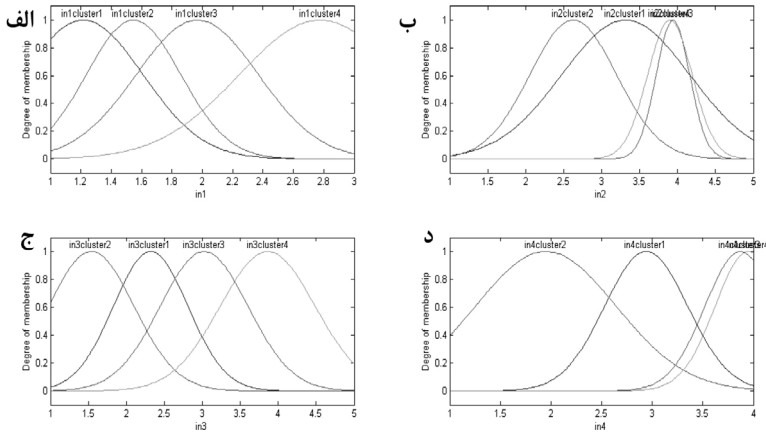 الف
in1cluster1 in1cluster2 in1cluster3 in1cluster4
Degree of membership
1
0.8
0.6
0.4
0.2
0
1 1.2 1.4 1.6 1.8 2 2.2 2.4 2.6 2.8 3
in1
ب
in2cluster2 in2cluster1
Degree of membership
1
0.8
0.6
0.4
0.2
0
1 1.5 2 2.5 3 3.5 4 4.5 5
in2
ج
in3cluster2 in3cluster1 in3cluster3 in3cluster4
Degree of membership
1
0.8
0.6
0.4
0.2
0
1 1.5 2 2.5 3 3.5 4 4.5 5
in3
د
in4cluster2 in4cluster1
Degree of membership
1
0.8
0.6
0.4
0.2
0
1 1.5 2 2.5 3 3.5 4
in4